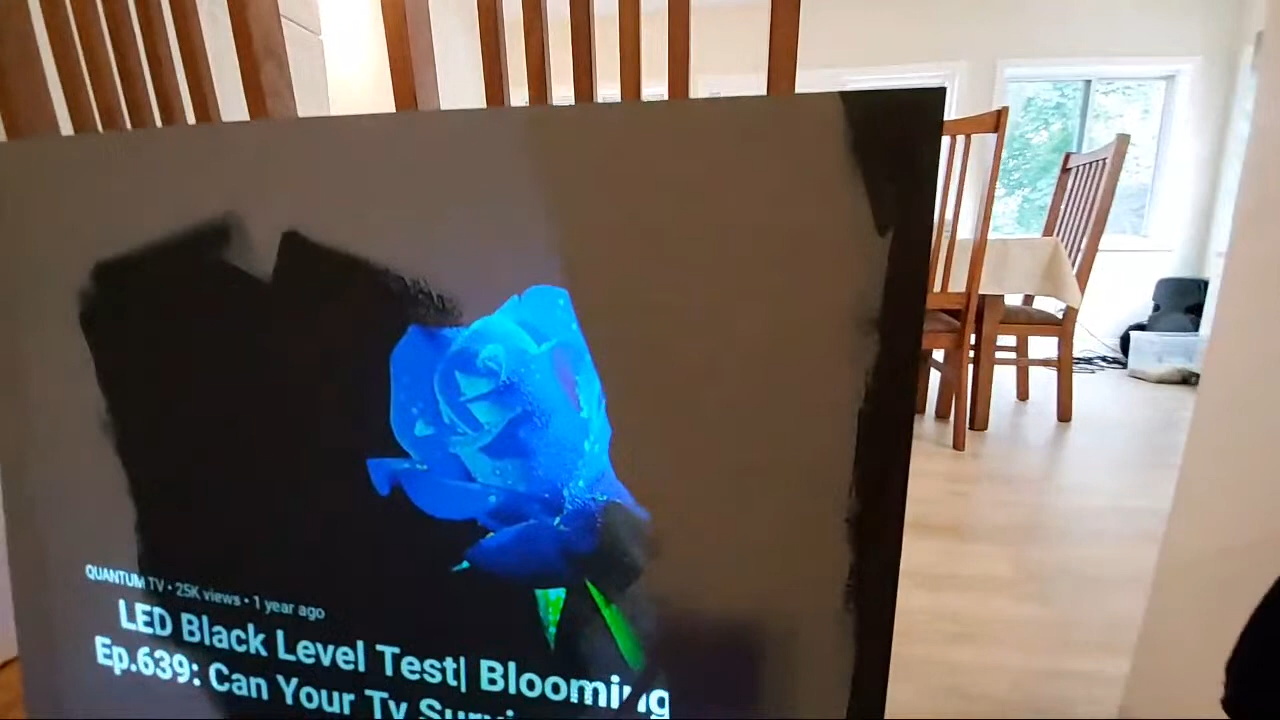 QUANTUM TV • 25K views • 1 year ago
LED Black Level Test| Blooming
Ep.639: Can Your Tv